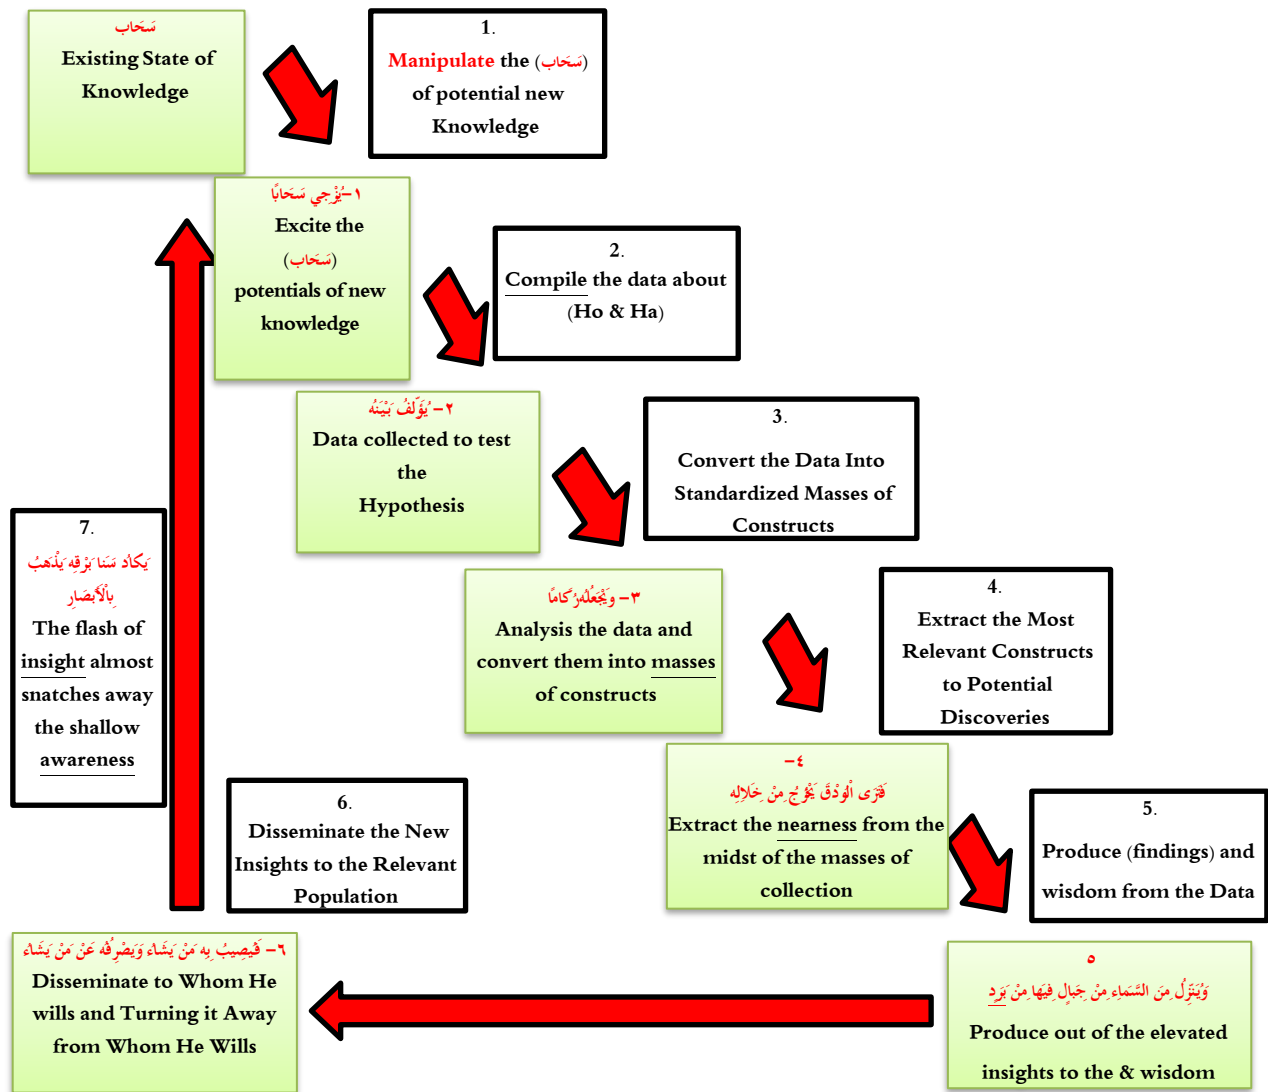 سَحَاب
Existing State of
Knowledge
1.
Manipulate the (سَحَاب)
of potential new
Knowledge
١-يُزْجِي سَحَابًا
Excite the
(سَحَاب)
potentials of new
knowledge
2.
Compile the data about
(Ho & Ha)
٢- يُؤَلِّفُ بَيْنَهُ
Data collected to test
the
Hypothesis
3.
Convert the Data Into
Standardized Masses of
Constructs
٣- وَيَجْعَلُهُ رُكَامًا
Analysis the data and
convert them into masses
of constructs
4.
Extract the Most
Relevant Constructs
to Potential
Discoveries
٤-
فَتَرَى الْوَدْقَ يَخْرُجُ مِنْ خِلَالِه
Extract the nearness from the
midst of the masses of
collection
5.
Produce (findings) and
wisdom from the Data
٥
وَيُنَزِّلُ مِنَ السَّمَاءِ مِنْ جِبَالٍ فِيهَا مِنْ بَرَدٍ
Produce out of the elevated
insights to the & wisdom
6.
Disseminate the New
Insights to the Relevant
Population
٦- فَيُصِيبُ بِه مَنْ يَشَاء وَيَصْرِفُه عَنْ مَنْ يَشَاء
Disseminate to Whom He
wills and Turning it Away
from Whom He Wills
7.
يَكَاد سَنا بَرْقِه يَذْهَبُ
بِالْأَبْصَارِ
The flash of
insight almost
snatches away
the shallow
awareness